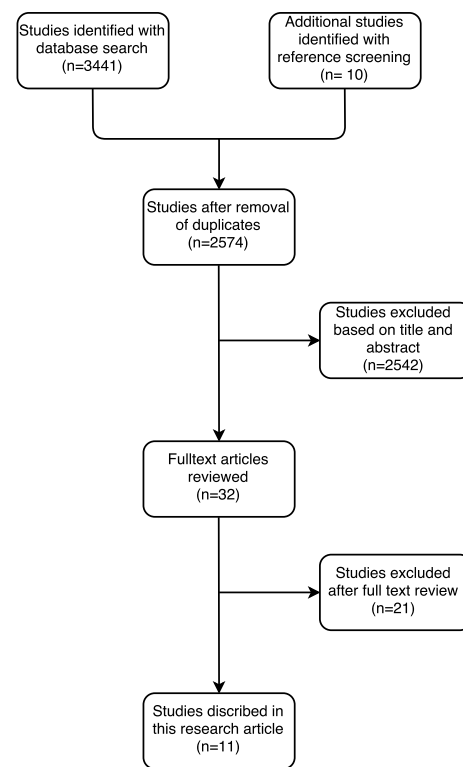 Studies identified with
database search
(n=3441)
Additional studies
identified with
reference screening
(n= 10)
Studies after removal
of duplicates
(n=2574)
Studies excluded
based on title and
abstract
(n=2542)
Fulltext articles
reviewed
(n=32)
Studies excluded
after full text review
(n=21)
Studies discribed in
this research article
(n=11)